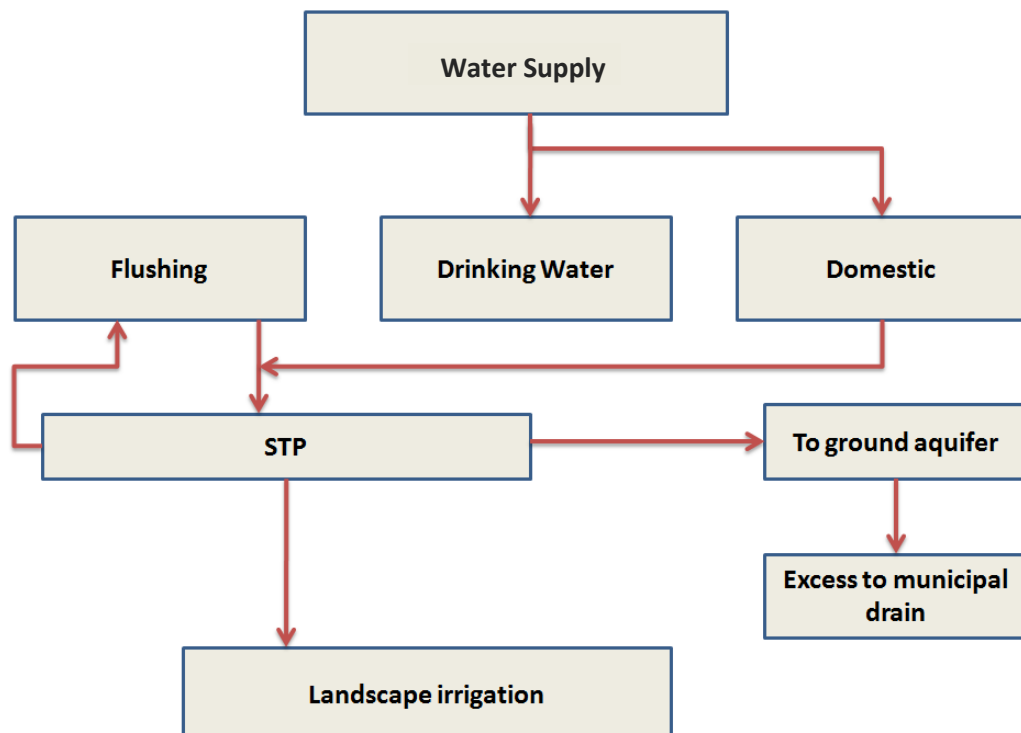 Water Supply
Flushing
Drinking Water
Domestic
STP
To ground aquifer
Excess to municipal
drain
Landscape irrigation